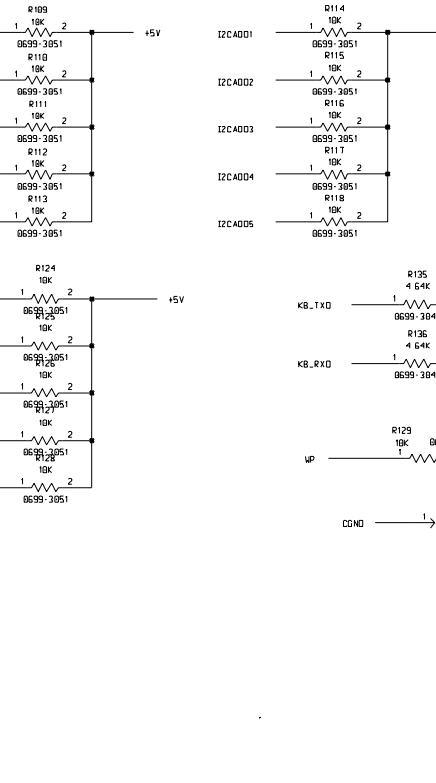 R109
10K
1 2 +5V
0699-3051
R110
10K
1 2
0699-3051
R111
10K
1 2
0699-3051
R112
10K
1 2
0699-3051
R113
10K
1 2
0699-3051
R114
10K
I2CADD1 1 2
0699-3051
R115
10K
I2CADD2 1 2
0699-3051
R116
10K
I2CADD3 1 2
0699-3051
R117
10K
I2CADD4 1 2
0699-3051
R118
10K
I2CADD5 1 2
0699-3051
R124
10K
1 2 +5V
0699-3051
R125
10K
1 2
0699-3051
R126
10K
1 2
0699-3051
R127
10K
1 2
0699-3051
R128
10K
1 2
0699-3051
R135
4.64K
KB_TXD 1
0699-304
R136
4.64K
KB_RXD 1
0699-304
R129
10K
WP 1
CGND 1